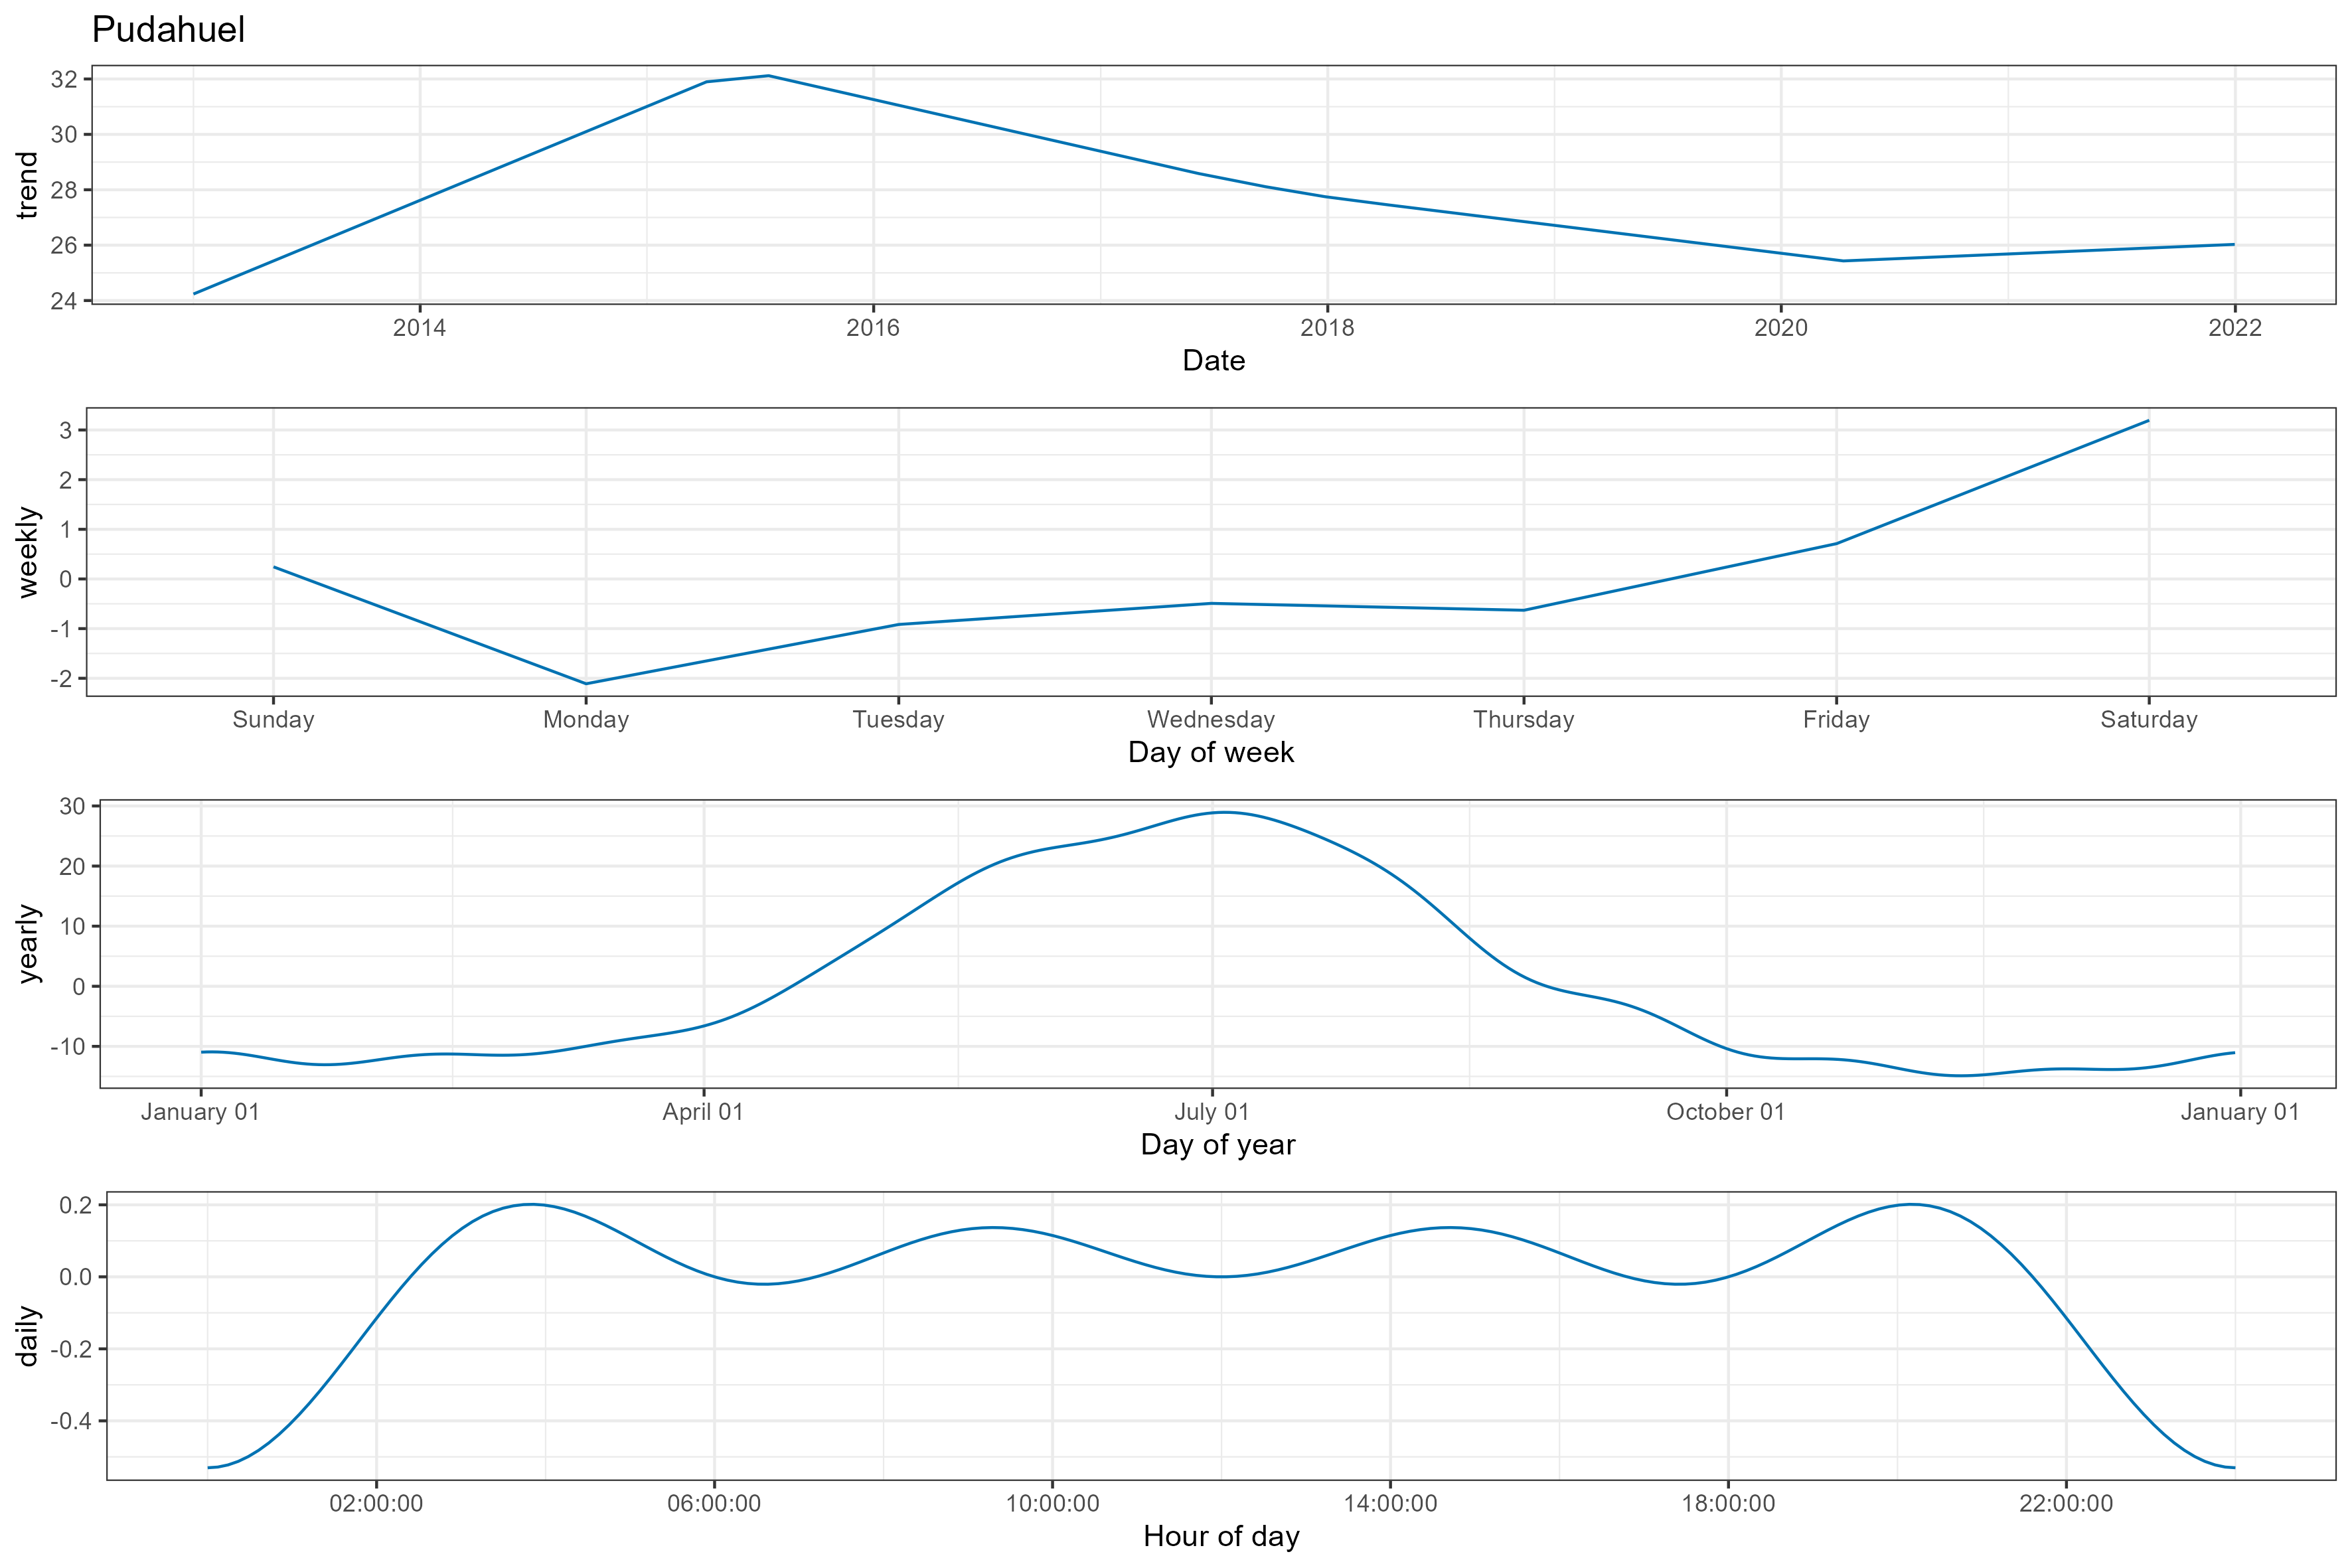 Pudahuel
32
30
28
26
24
trend
2014 2016 2018 2020 2022
Date
3
2
1
0
-1
-2
weekly
Sunday Monday Tuesday Wednesday Thursday Friday Saturday
Day of week
30
20
10
0
-10
yearly
January 01 April 01 July 01 October 01 January 01
Day of year
0.2
0.0
-0.2
-0.4
daily
02:00:00 06:00:00 10:00:00 14:00:00 18:00:00 22:00:00
Hour of day